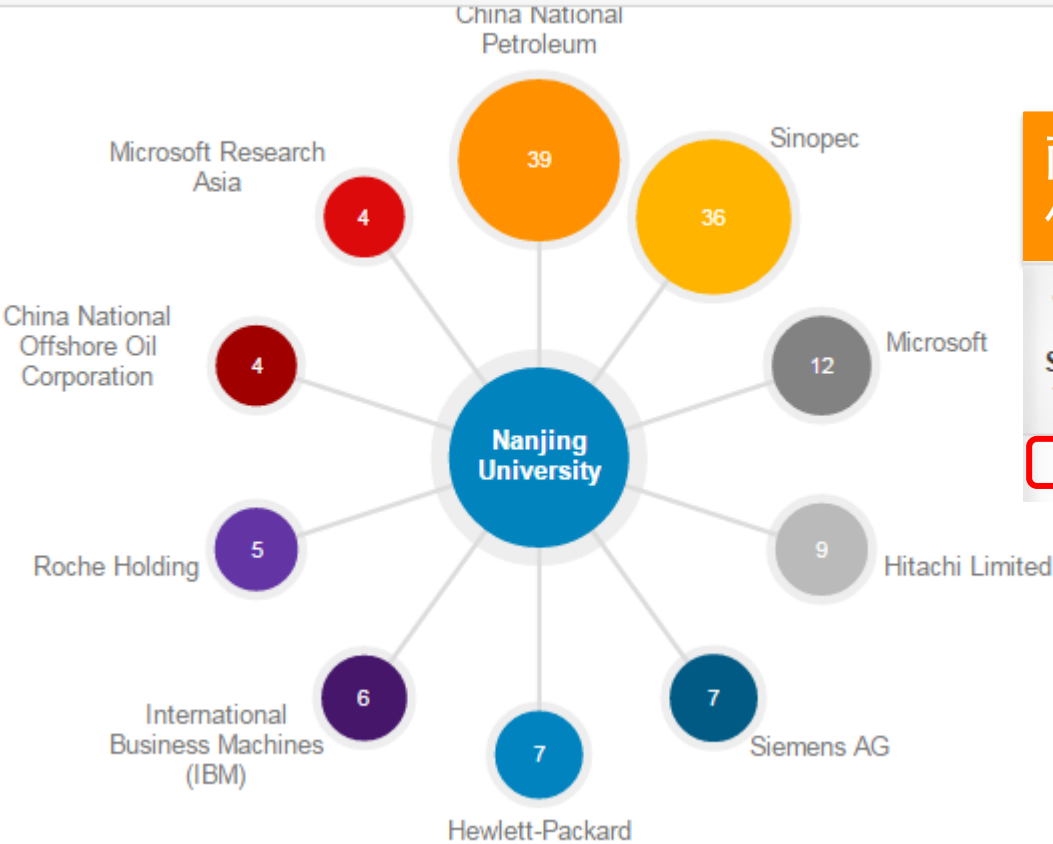 China National
Petroleum
39
Sinopec
36
Microsoft Research
Asia
4
Microsoft
12
China National
Offshore Oil
Corporation
4
Nanjing
University
Roche Holding
5
9
Hitachi Limited
International
Business Machines
(IBM)
6
7
Siemens AG
7
Hewlett-Packard